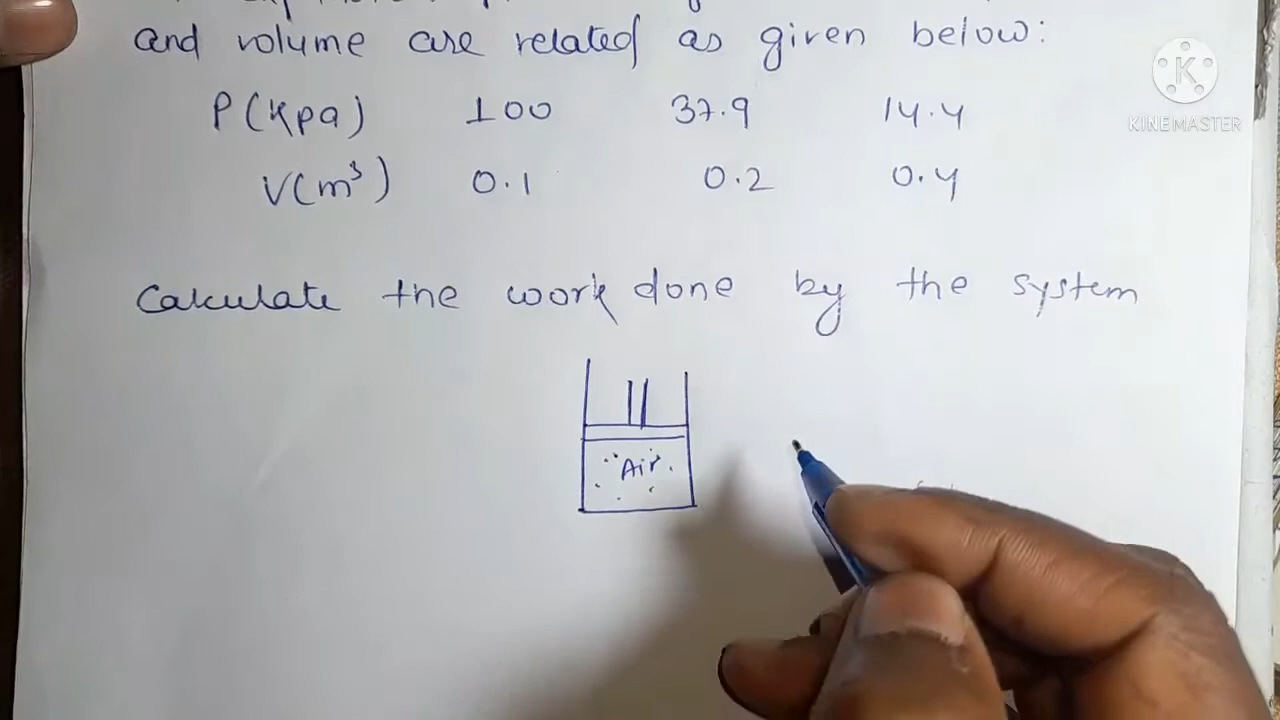 and volume are related as given below:
P(Kpa) 100 37.9 14.4
V(m³) 0.1 0.2 0.4
Calculate the work done by the system
Air
KINEMASTER